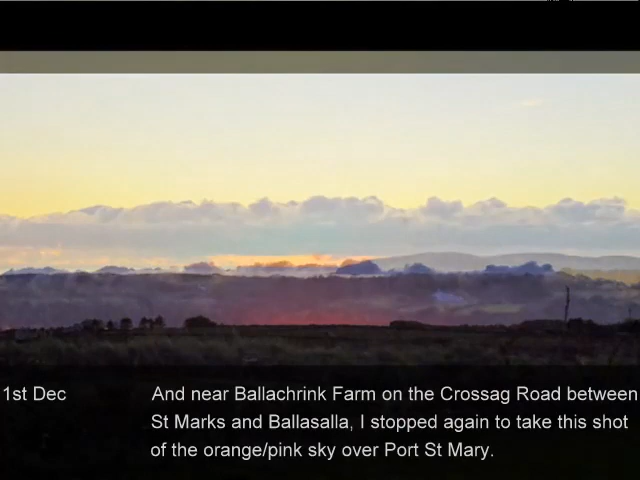 1st Dec And near Ballachrink Farm on the Crossag Road between
St Marks and Ballasalla, I stopped again to take this shot
of the orange/pink sky over Port St Mary.